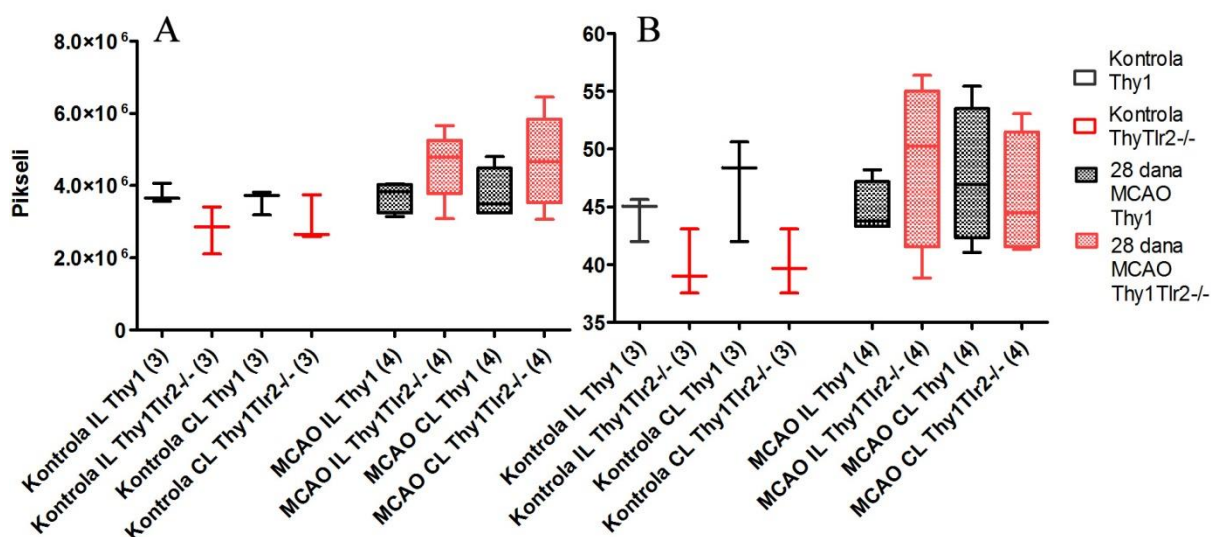 A
B
8.0×10⁶
6.0×10⁶
4.0×10⁶
2.0×10⁶
0
Pikseli
Kontrola IL Thy1 (3)
Kontrola IL Thy1Tlr2-/- (3)
Kontrola CL Thy1 (3)
Kontrola CL Thy1Tlr2-/- (3)
MCAO IL Thy1 (4)
MCAO IL Thy1Tlr2-/- (4)
MCAO CL Thy1 (4)
MCAO CL Thy1Tlr2-/- (4)
60
55
50
45
40
35
Kontrola IL Thy1 (3)
Kontrola IL Thy1Tlr2-/- (3)
Kontrola CL Thy1 (3)
Kontrola CL Thy1Tlr2-/- (3)
MCAO IL Thy1 (4)
MCAO IL Thy1Tlr2-/- (4)
MCAO CL Thy1 (4)
MCAO CL Thy1Tlr2-/- (4)
Kontrola
Thy1
Kontrola
ThyTlr2-/-
28 dana
MCAO
Thy1
28 dana
MCAO
Thy1Tlr2-/-